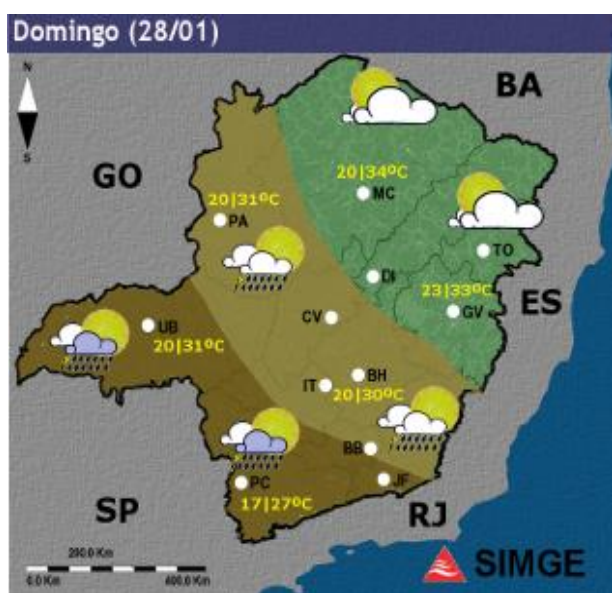 Domingo (28/01)
N
S
BA
GO
20|34ºC
MC
20|31ºC
PA
TO
DI
23|33ºC
GV
ES
CV
UB
20|31ºC
BH
IT
20|30ºC
BB
PC
JF
17|27ºC
SP
RJ
200.0 Km
0.0 Km
400.0 Km
SIMGE